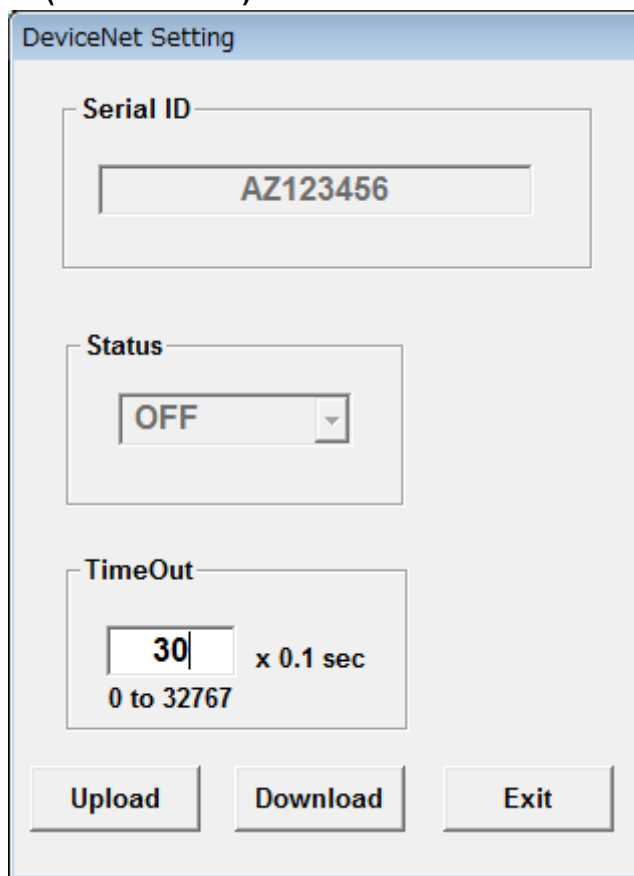 DeviceNet Setting
Serial ID
AZ123456
Status
OFF
TimeOut
30 x 0.1 sec
0 to 32767
Upload Download Exit